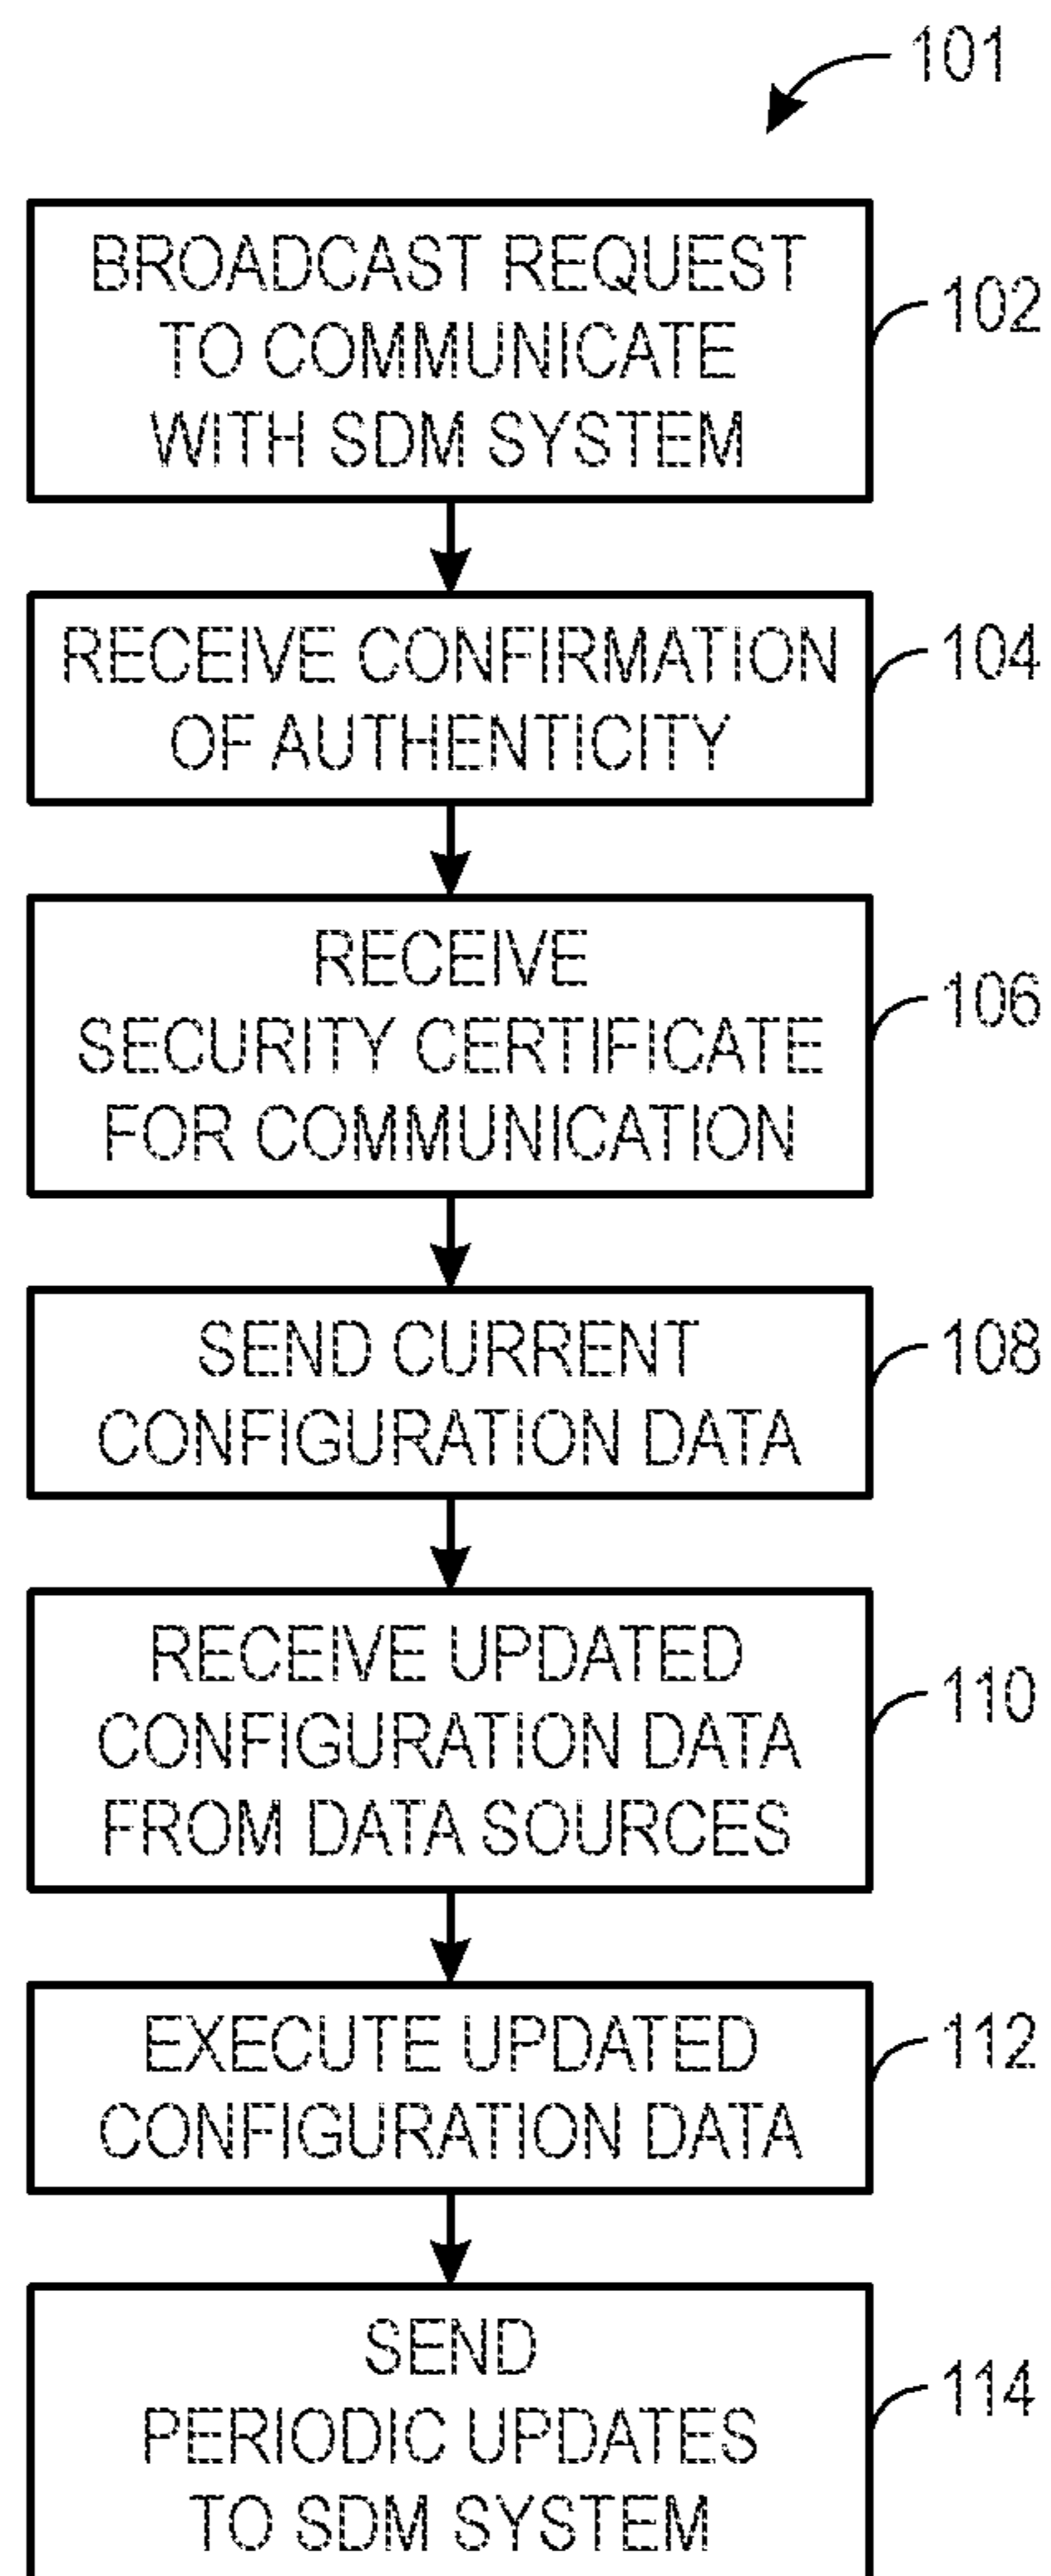 101
BROADCAST REQUEST
TO COMMUNICATE
WITH SDM SYSTEM
102
RECEIVE CONFIRMATION
OF AUTHENTICITY
104
RECEIVE
SECURITY CERTIFICATE
FOR COMMUNICATION
106
SEND CURRENT
CONFIGURATION DATA
108
RECEIVE UPDATED
CONFIGURATION DATA
FROM DATA SOURCES
110
EXECUTE UPDATED
CONFIGURATION DATA
112
SEND
PERIODIC UPDATES
TO SDM SYSTEM
114